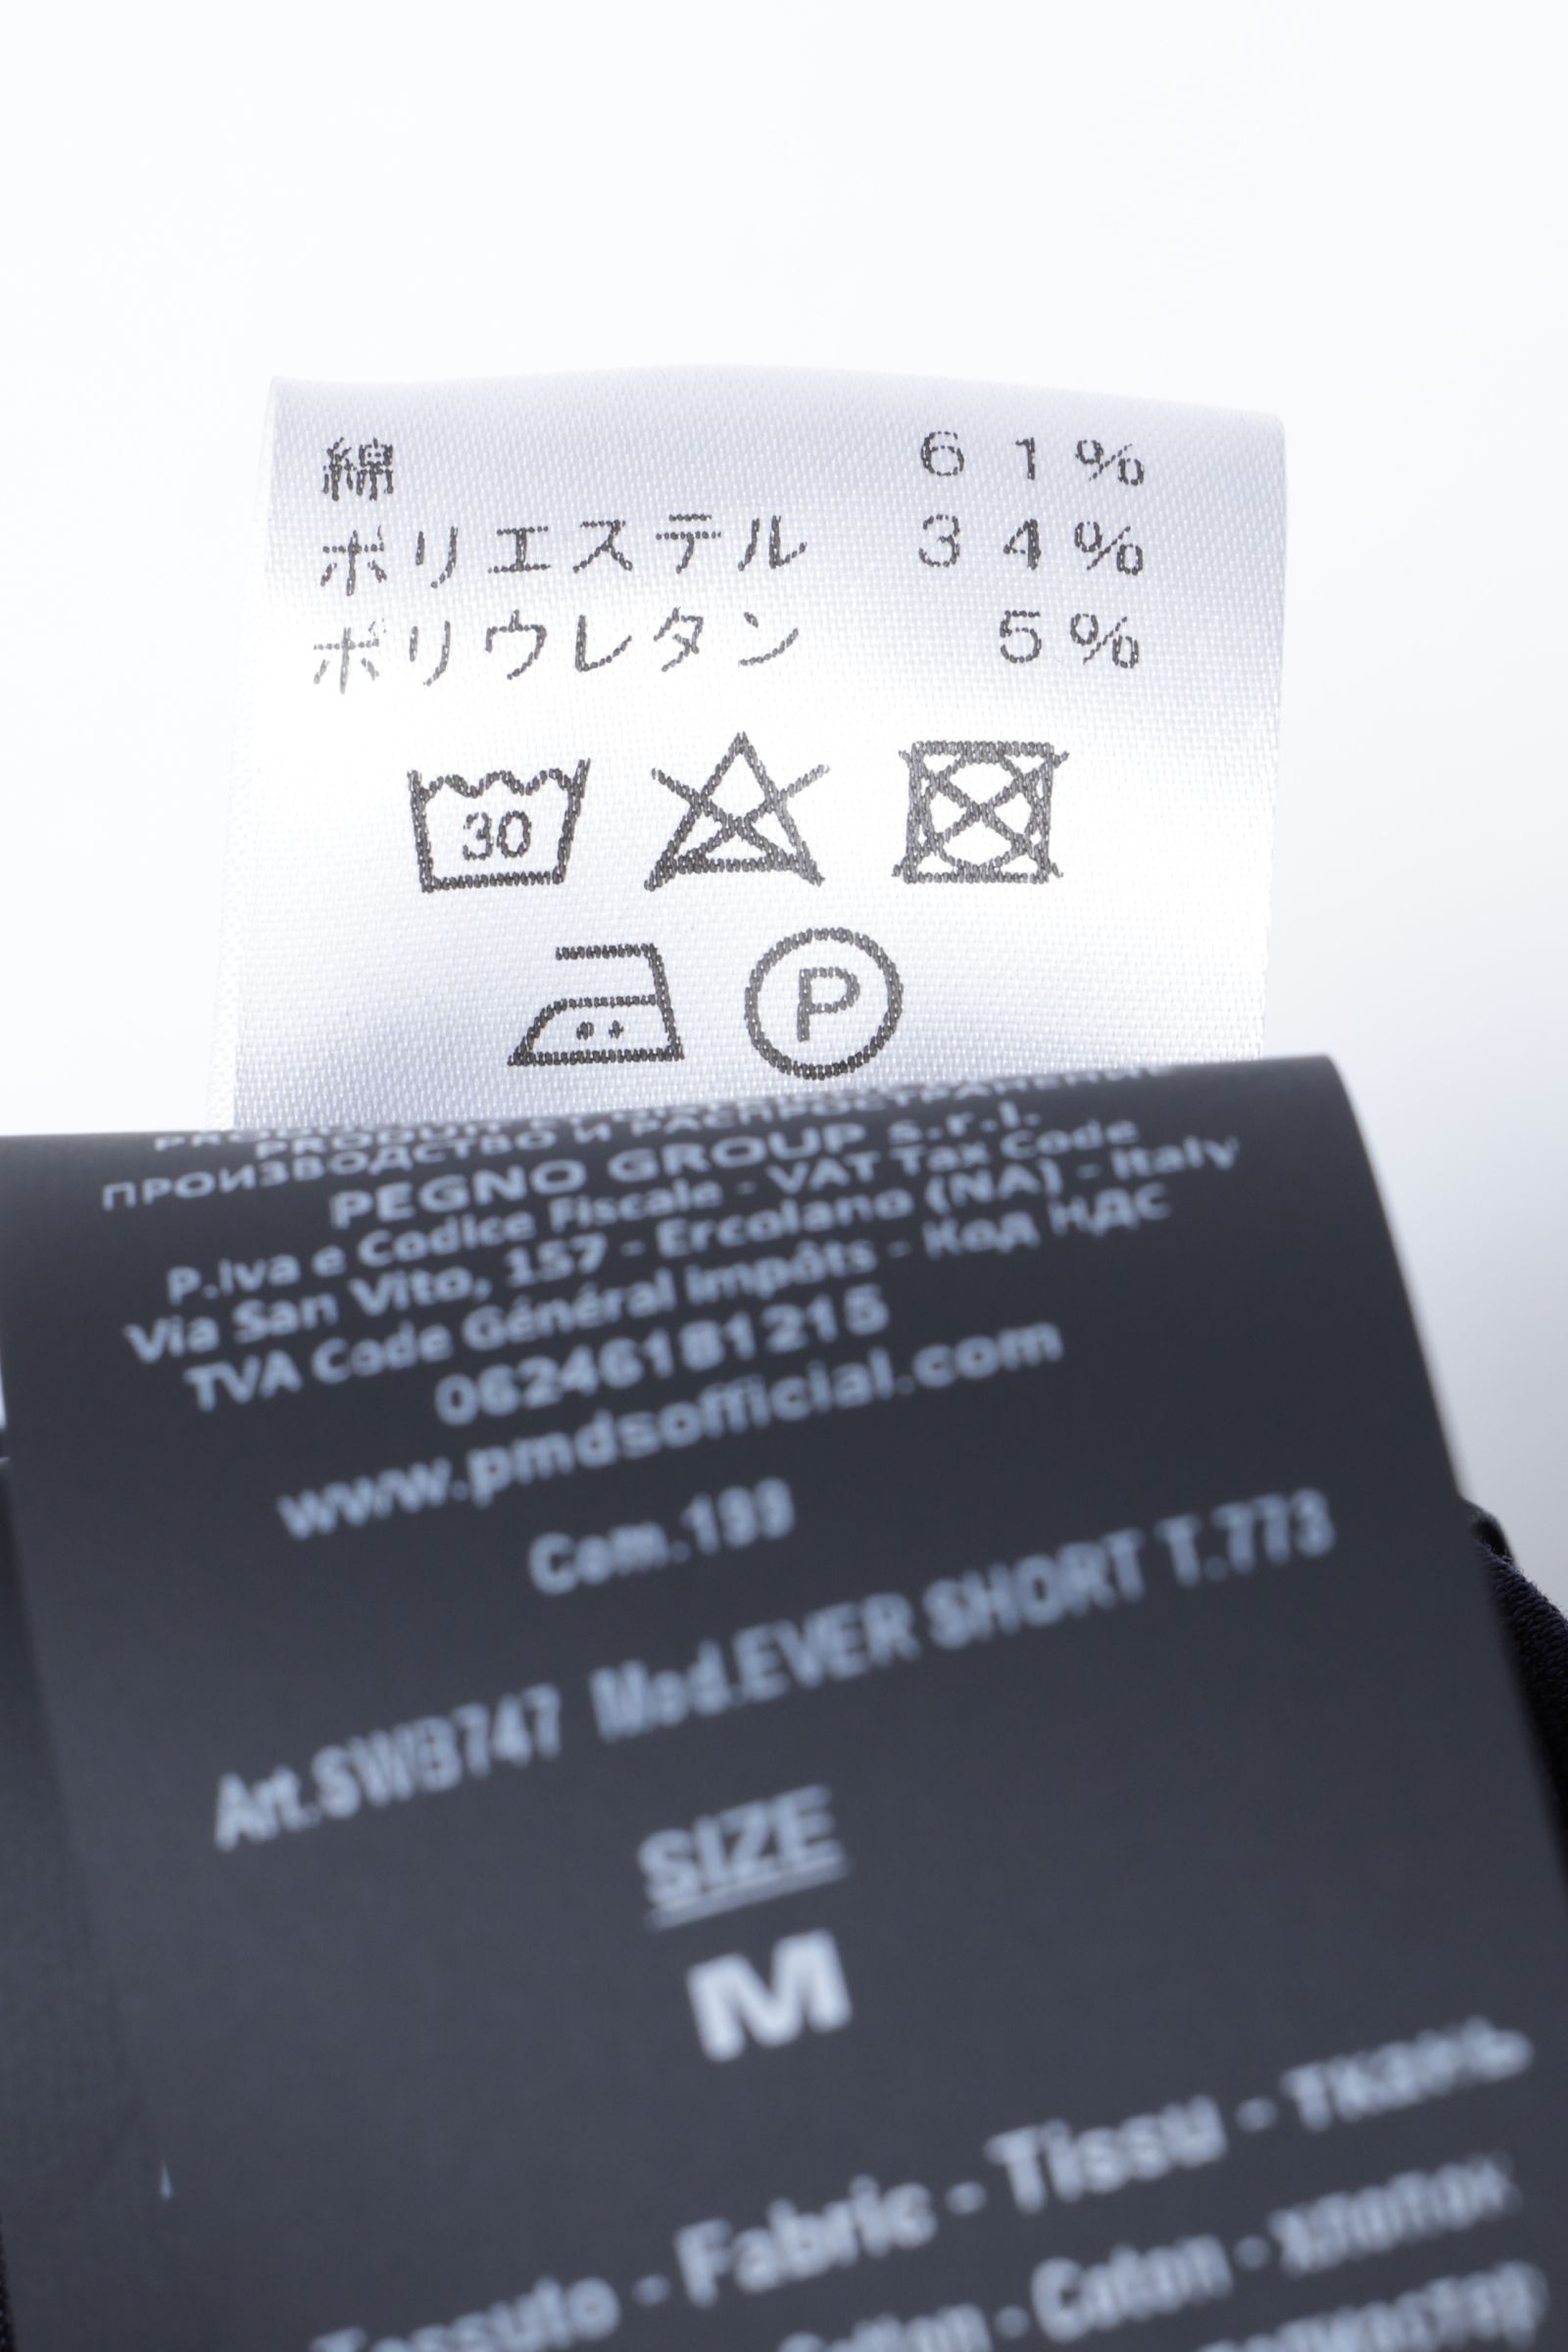 綿 61%
ポリエステル 34%
ポリウレタン 5%
30
P
ПРОИЗВОДСТВО И РАСПРОСТРАНЕНИЕ
PEGNO GROUP s.r.l.
P.Iva e Codice Fiscale - VAT Tax Code
Via San Vito, 157 - Ercolano (NA) - Italy
TVA Code Général impôts - Код НДС
06246181215
www.pmdsofficial.com
Com.199
Art.SWB747 Mod.EVER SHORT T.773
SIZE
M
Tessuto - Fabric - Tissu - Ткань
Cotton - Coton - хлопок